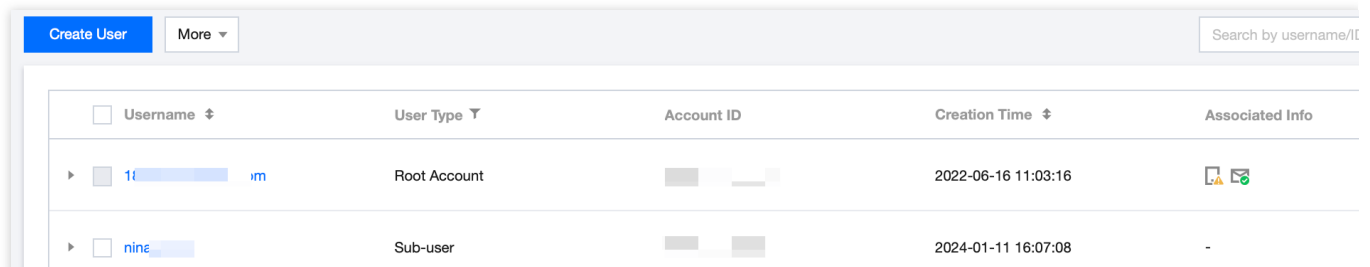 Create User More Search by username/ID
Username User Type Account ID Creation Time Associated Info
Root Account 2022-06-16 11:03:16
Sub-user 2024-01-11 16:07:08 -